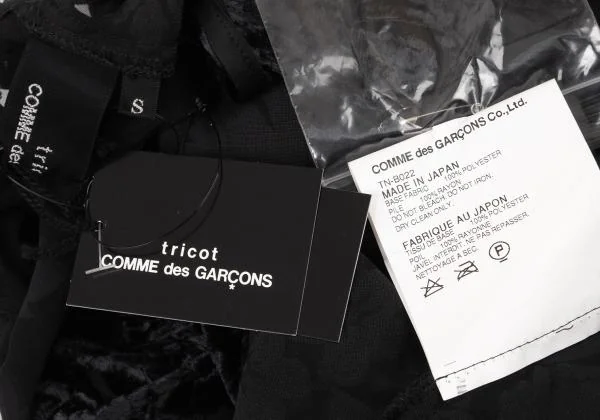 COMME
des
tri
S
tricot
COMME des GARÇONS
COMME des GARÇONS Co.,Ltd.
TN-B022
MADE IN JAPAN
BASE FABRIC 100% POLYESTER
PILE 100% RAYON
DO NOT BLEACH. DO NOT IRON.
DRY CLEAN ONLY.
FABRIQUE AU JAPON
TISSU DE BASE 100% POLYESTER
POIL 100% RAYONNE
JAVEL INTERDIT. NE PAS REPASSER.
NETTOYAGE A SEC.
P